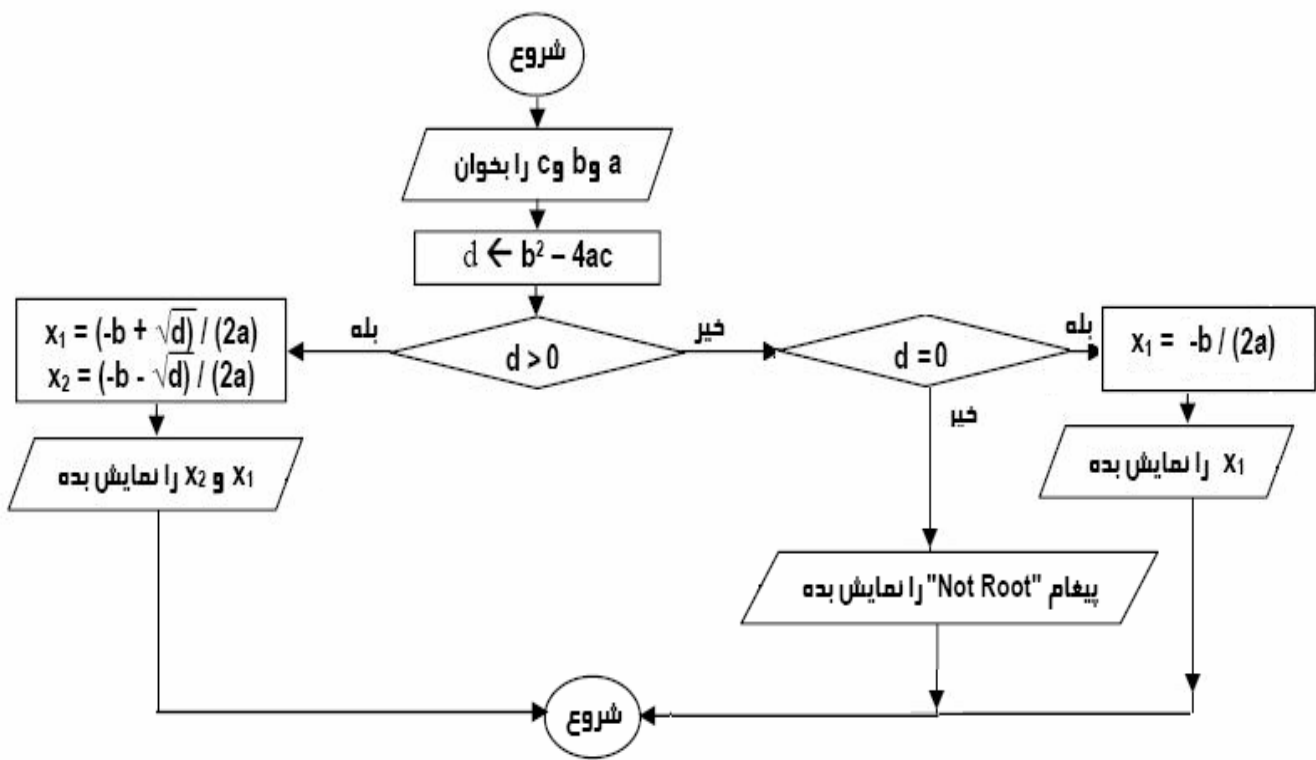 شروع
a وb وc را بخوان
d ← b² – 4ac
d > 0
بله
x₁ = (-b + √d) / (2a)
x₂ = (-b - √d) / (2a)
x₁ و x₂ را نمایش بده
خیر
d = 0
بله
x₁ = -b / (2a)
x₁ را نمایش بده
خیر
پیغام "Not Root" را نمایش بده
شروع